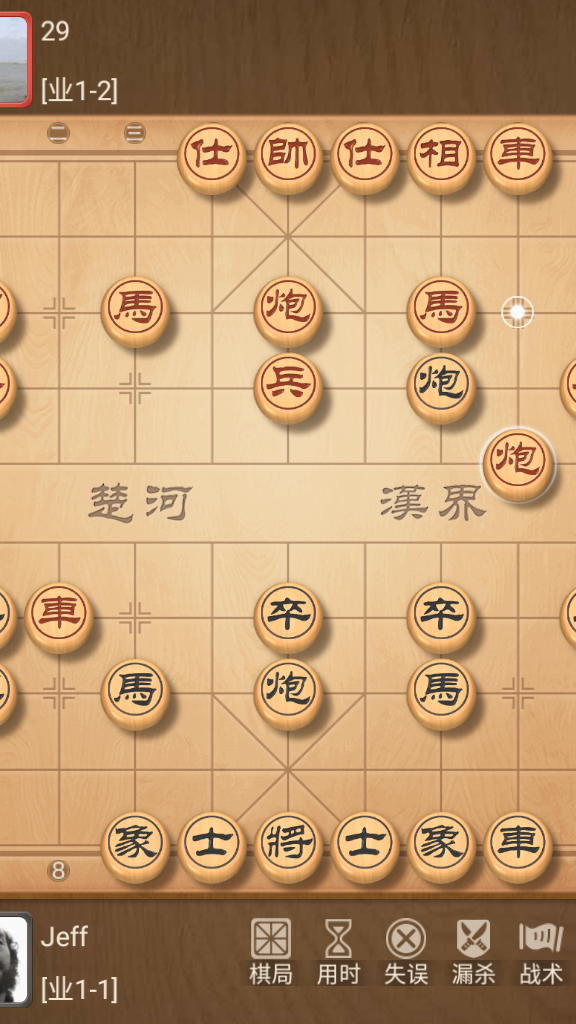 29
[业1-2]
二 三
仕 帥 仕 相 車
馬 炮 馬
兵 炮
炮
楚河 漢界
車 卒 卒
馬 炮 馬
象 士 將 士 象 車
8
Jeff
[业1-1]
棋局 用时 失误 漏杀 战术